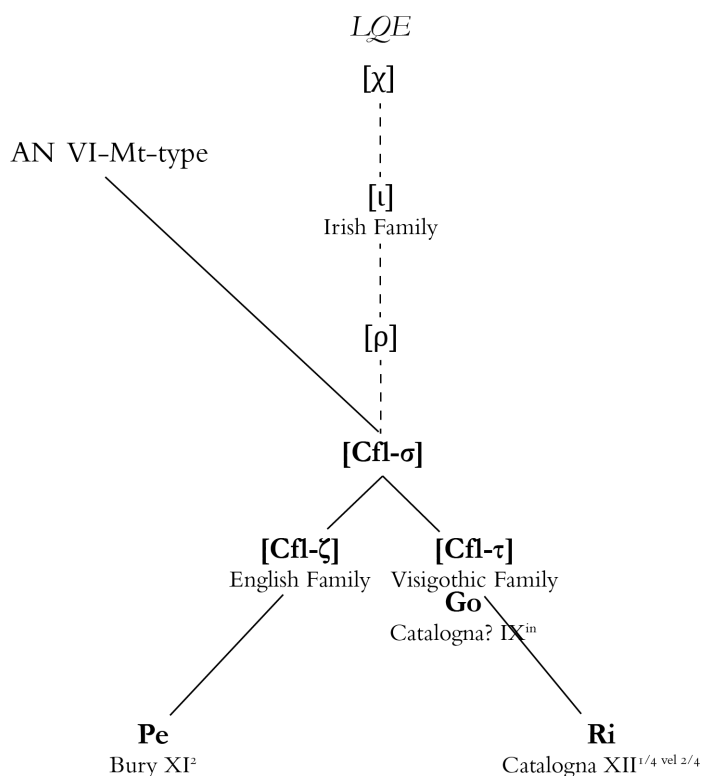 LQE
[χ]
AN VI-Mt-type
[ι]
Irish Family
[ρ]
[Cfl-σ]
[Cfl-ζ] [Cfl-τ]
English Family Visigothic Family
Go
Catalogna? IXⁱⁿ
Pe Ri
Bury XI² Catalogna XII¹/⁴ ᵛᵉˡ ²/⁴